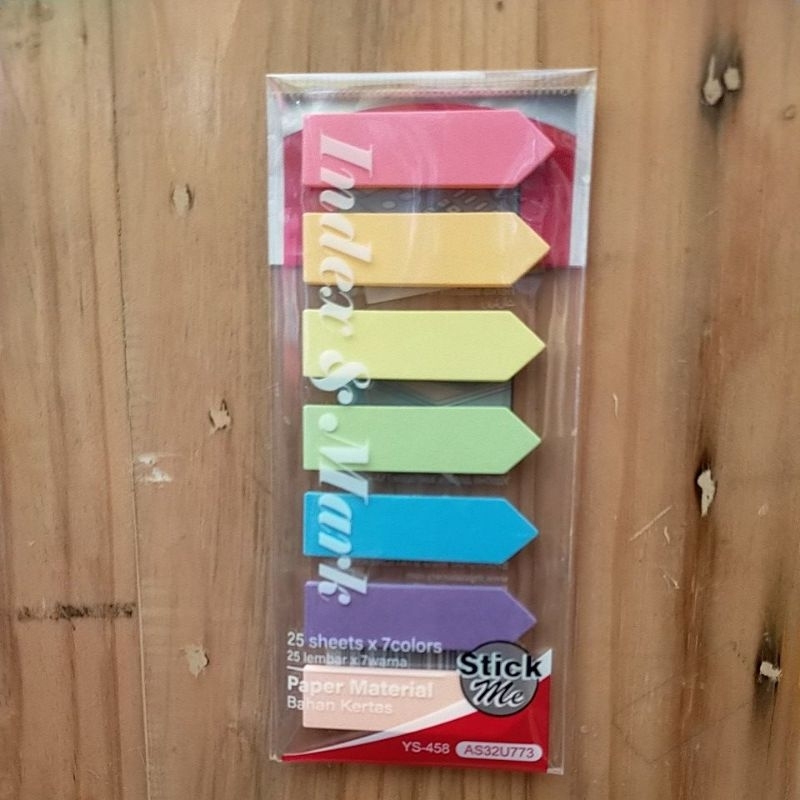 Index & Mark
25 sheets x 7colors
25 lembar x 7warna
Paper Material
Bahan Kertas
Stick
Me
YS-458 AS32U773